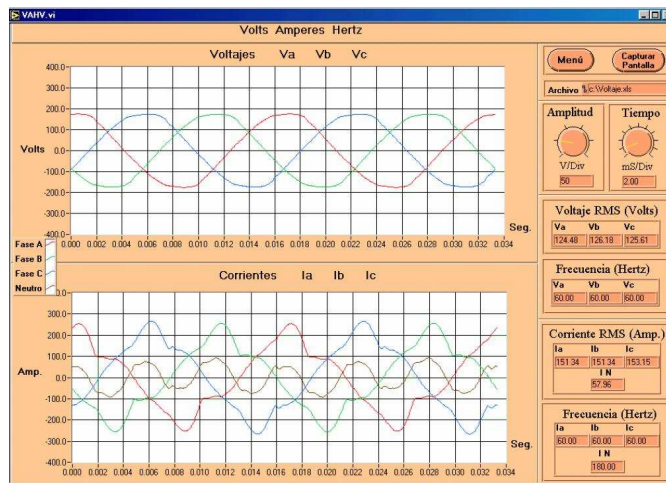 VAHV.vi
Volts Amperes Hertz
Voltajes Va Vb Vc
400.0
300.0
200.0
100.0
Volts 0.0
-100.0
-200.0
-300.0
-400.0
Seg.
0.000 0.002 0.004 0.006 0.008 0.010 0.012 0.014 0.016 0.018 0.020 0.022 0.024 0.026 0.028 0.030 0.032 0.034
Fase A
Fase B
Fase C
Neutro
Corrientes Ia Ib Ic
300.0
200.0
100.0
Amp. 0.0
-100.0
-200.0
-300.0
-400.0
Seg.
0.000 0.002 0.004 0.006 0.008 0.010 0.012 0.014 0.016 0.018 0.020 0.022 0.024 0.026 0.028 0.030 0.032 0.034
Menú
Capturar
Pantalla
Archivo c:\Voltaje.xls
Amplitud Tiempo
V/Div mS/Div
50 2.00
Voltaje RMS (Volts)
Va Vb Vc
124.48 126.18 125.61
Frecuencia (Hertz)
Va Vb Vc
60.00 60.00 60.00
Corriente RMS (Amp.)
Ia Ib Ic
151.34 151.34 153.15
I N
57.96
Frecuencia (Hertz)
Ia Ib Ic
60.00 60.00 60.00
I N
180.00